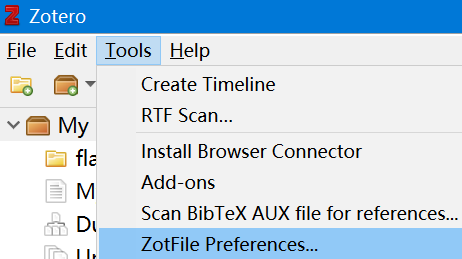 Zotero
File Edit Tools Help
Create Timeline
RTF Scan...
Install Browser Connector
Add-ons
Scan BibTeX AUX file for references...
ZotFile Preferences...
My
fla
M
Du